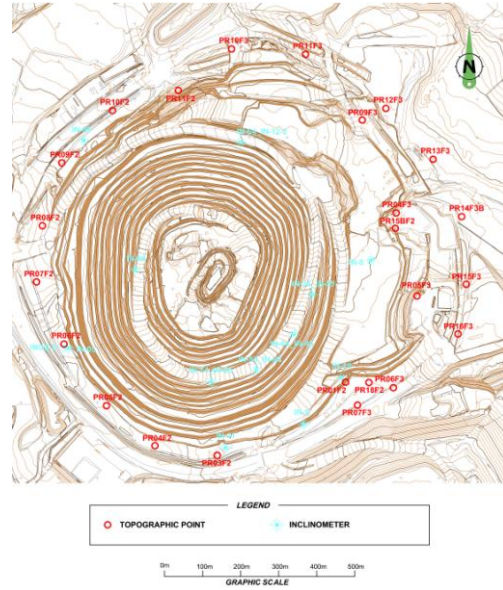 PR10F3
PR11F3
N
PR11F2
PR10F2
PR12F3
PR09F3
PR09F2
PR13F3
PR08F2
PR04F3
PR14F3B
PR15BF2
PR07F2
PR05F3
PR15F3
PR06F2
PR16F3
PR01F2
PR18F2
PR06F3
PR05F2
PR07F3
PR04F2
PR03F2
LEGEND
TOPOGRAPHIC POINT
INCLINOMETER
0m 100m 200m 300m 400m 500m
GRAPHIC SCALE